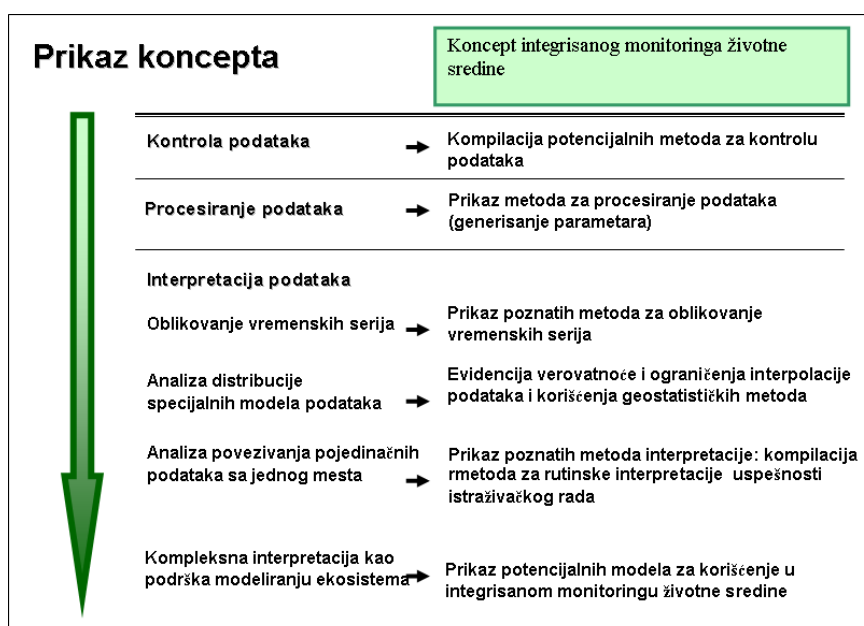 Prikaz koncepta
Koncept integrisanog monitoringa životne
sredine
Kontrola podataka
Kompilacija potencijalnih metoda za kontrolu
podataka
Procesiranje podataka
Prikaz metoda za procesiranje podataka
(generisanje parametara)
Interpretacija podataka
Oblikovanje vremenskih serija
Prikaz poznatih metoda za oblikovanje
vremenskih serija
Analiza distribucije
specijalnih modela podataka
Evidencija verovatnoće i ograničenja interpolacije
podataka i korišćenja geostatističkih metoda
Analiza povezivanja pojedinačnih
podataka sa jednog mesta
Prikaz poznatih metoda interpretacije: kompilacija
rmetoda za rutinske interpretacije uspešnosti
istraživačkog rada
Kompleksna interpretacija kao
podrška modeliranju ekosistema
Prikaz potencijalnih modela za korišćenje u
integrisanom monitoringu životne sredine